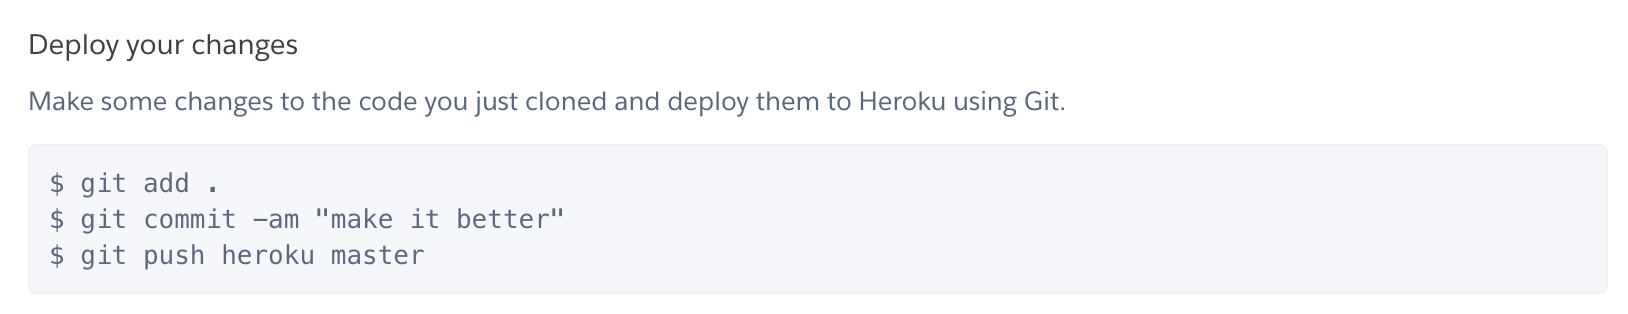 Deploy your changes
Make some changes to the code you just cloned and deploy them to Heroku using Git.
$ git add .
$ git commit -am "make it better"
$ git push heroku master